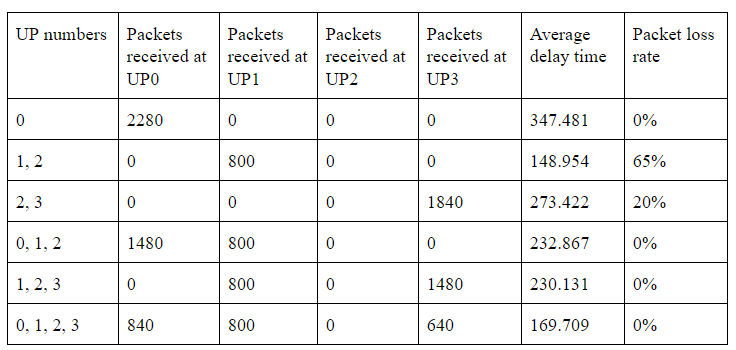 UP numbers Packets received at UP0 Packets received at UP1 Packets received at UP2 Packets received at UP3 Average delay time Packet loss rate
0 2280 0 0 0 347.481 0%
1, 2 0 800 0 0 148.954 65%
2, 3 0 0 0 1840 273.422 20%
0, 1, 2 1480 800 0 0 232.867 0%
1, 2, 3 0 800 0 1480 230.131 0%
0, 1, 2, 3 840 800 0 640 169.709 0%